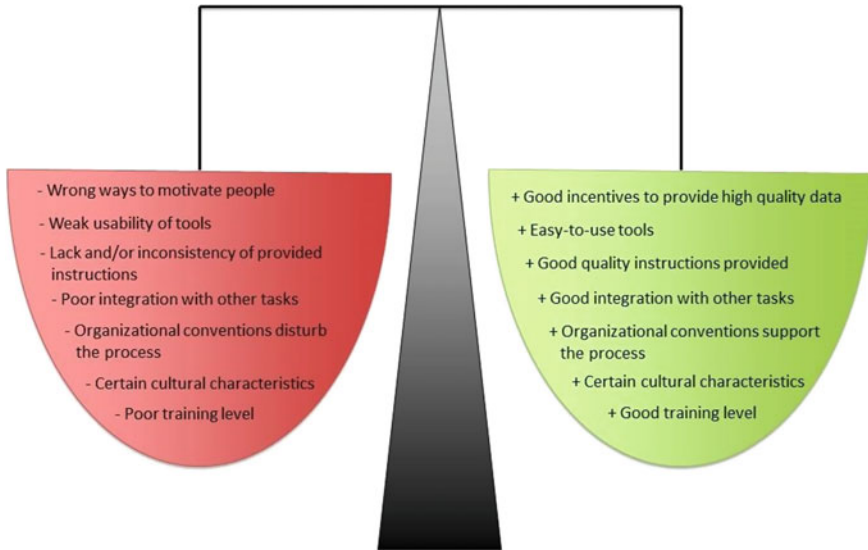 - Wrong ways to motivate people
- Weak usability of tools
- Lack and/or inconsistency of provided
instructions
- Poor integration with other tasks
- Organizational conventions disturb
the process
- Certain cultural characteristics
- Poor training level
+ Good incentives to provide high quality data
+ Easy-to-use tools
+ Good quality instructions provided
+ Good integration with other tasks
+ Organizational conventions support
the process
+ Certain cultural characteristics
+ Good training level